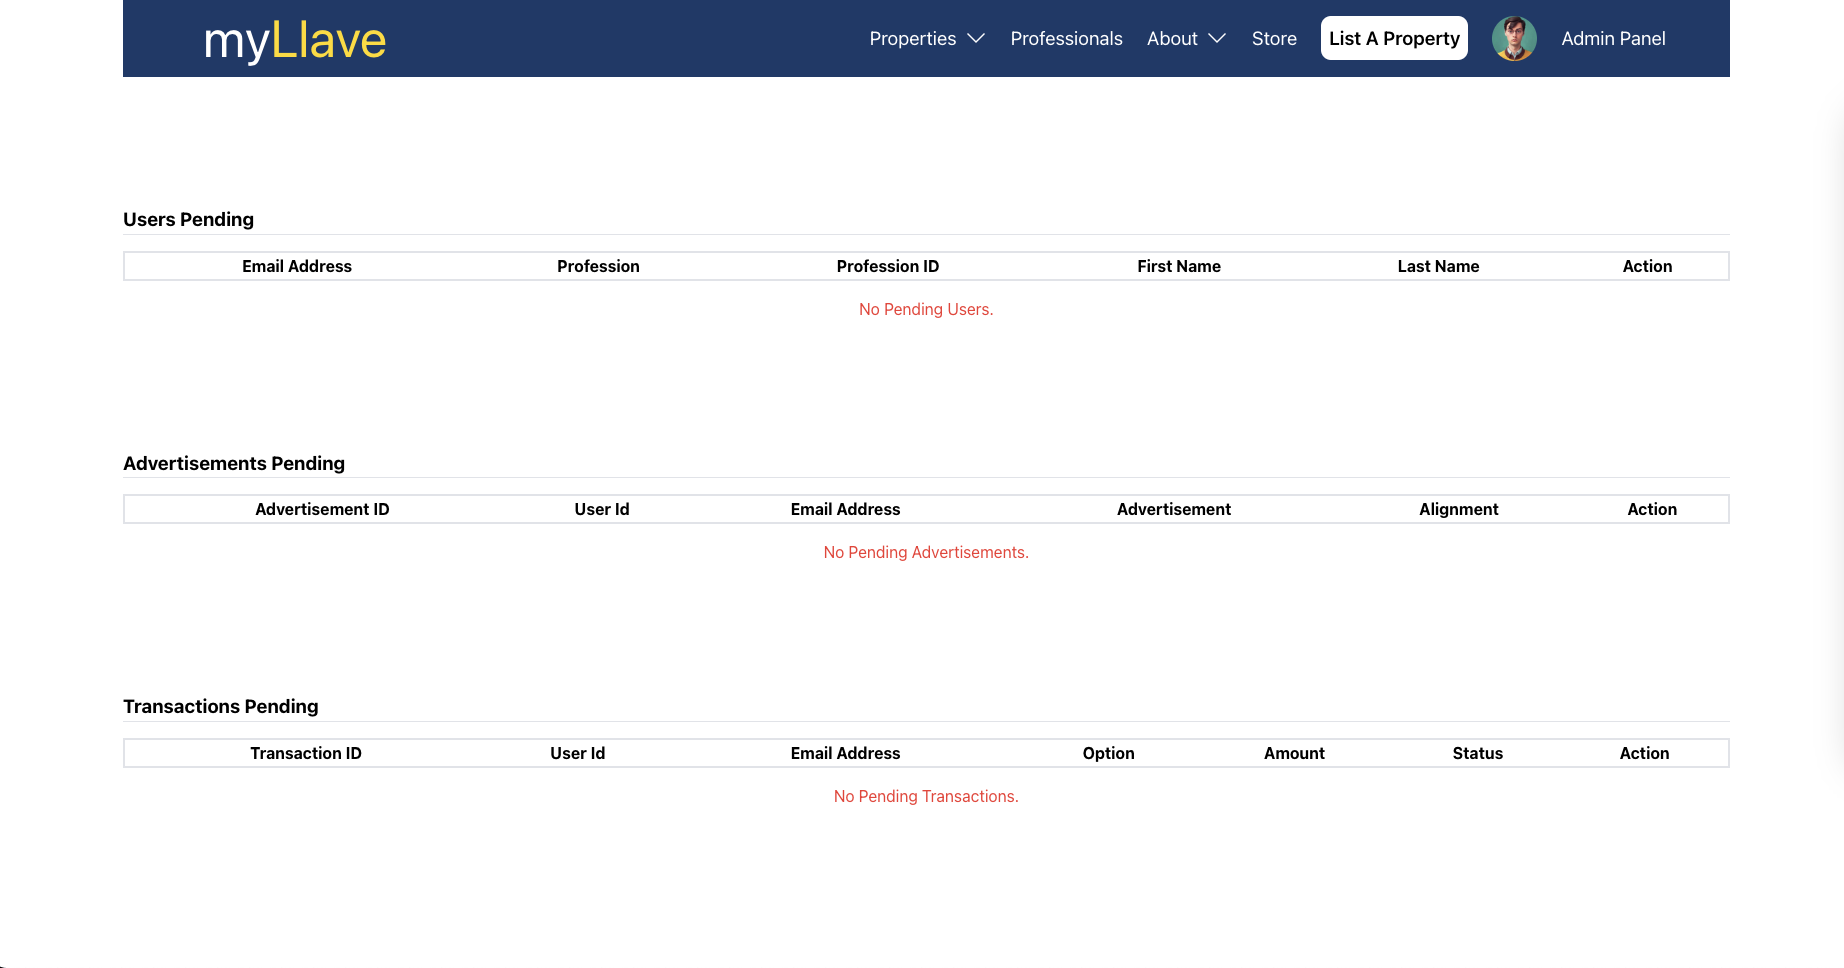 myLlave
Properties Professionals About Store List A Property Admin Panel
Users Pending
Email Address Profession Profession ID First Name Last Name Action
No Pending Users.
Advertisements Pending
Advertisement ID User Id Email Address Advertisement Alignment Action
No Pending Advertisements.
Transactions Pending
Transaction ID User Id Email Address Option Amount Status Action
No Pending Transactions.